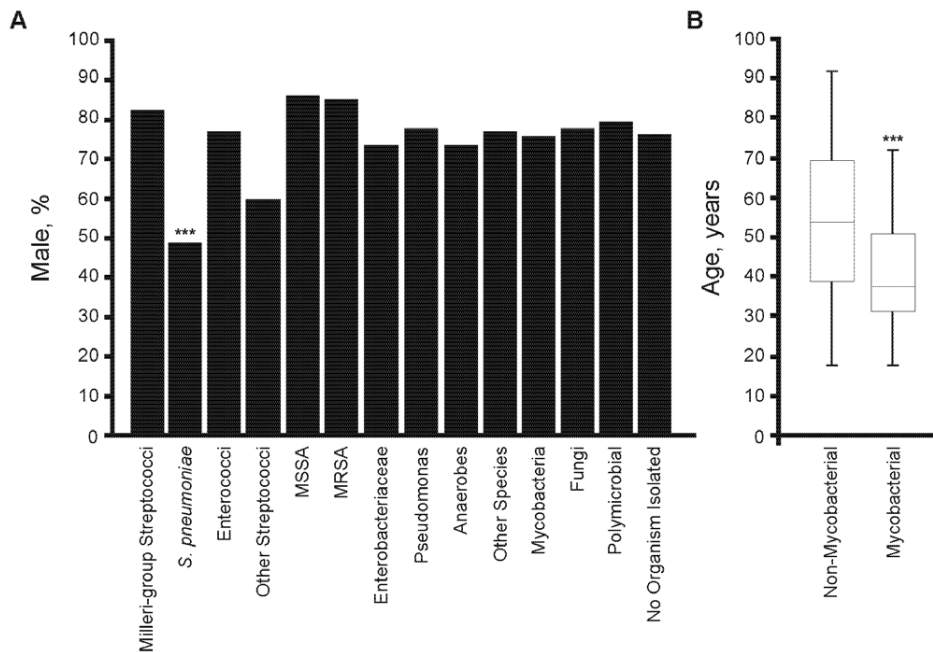 A
Male, %
100
90
80
70
60
50
40
30
20
10
0
***
Milleri-group Streptococci
S. pneumoniae
Enterococci
Other Streptococci
MSSA
MRSA
Enterobacteriaceae
Pseudomonas
Anaerobes
Other Species
Mycobacteria
Fungi
Polymicrobial
No Organism Isolated
B
Age, years
100
90
80
70
60
50
40
30
20
10
0
***
Non-Mycobacterial
Mycobacterial